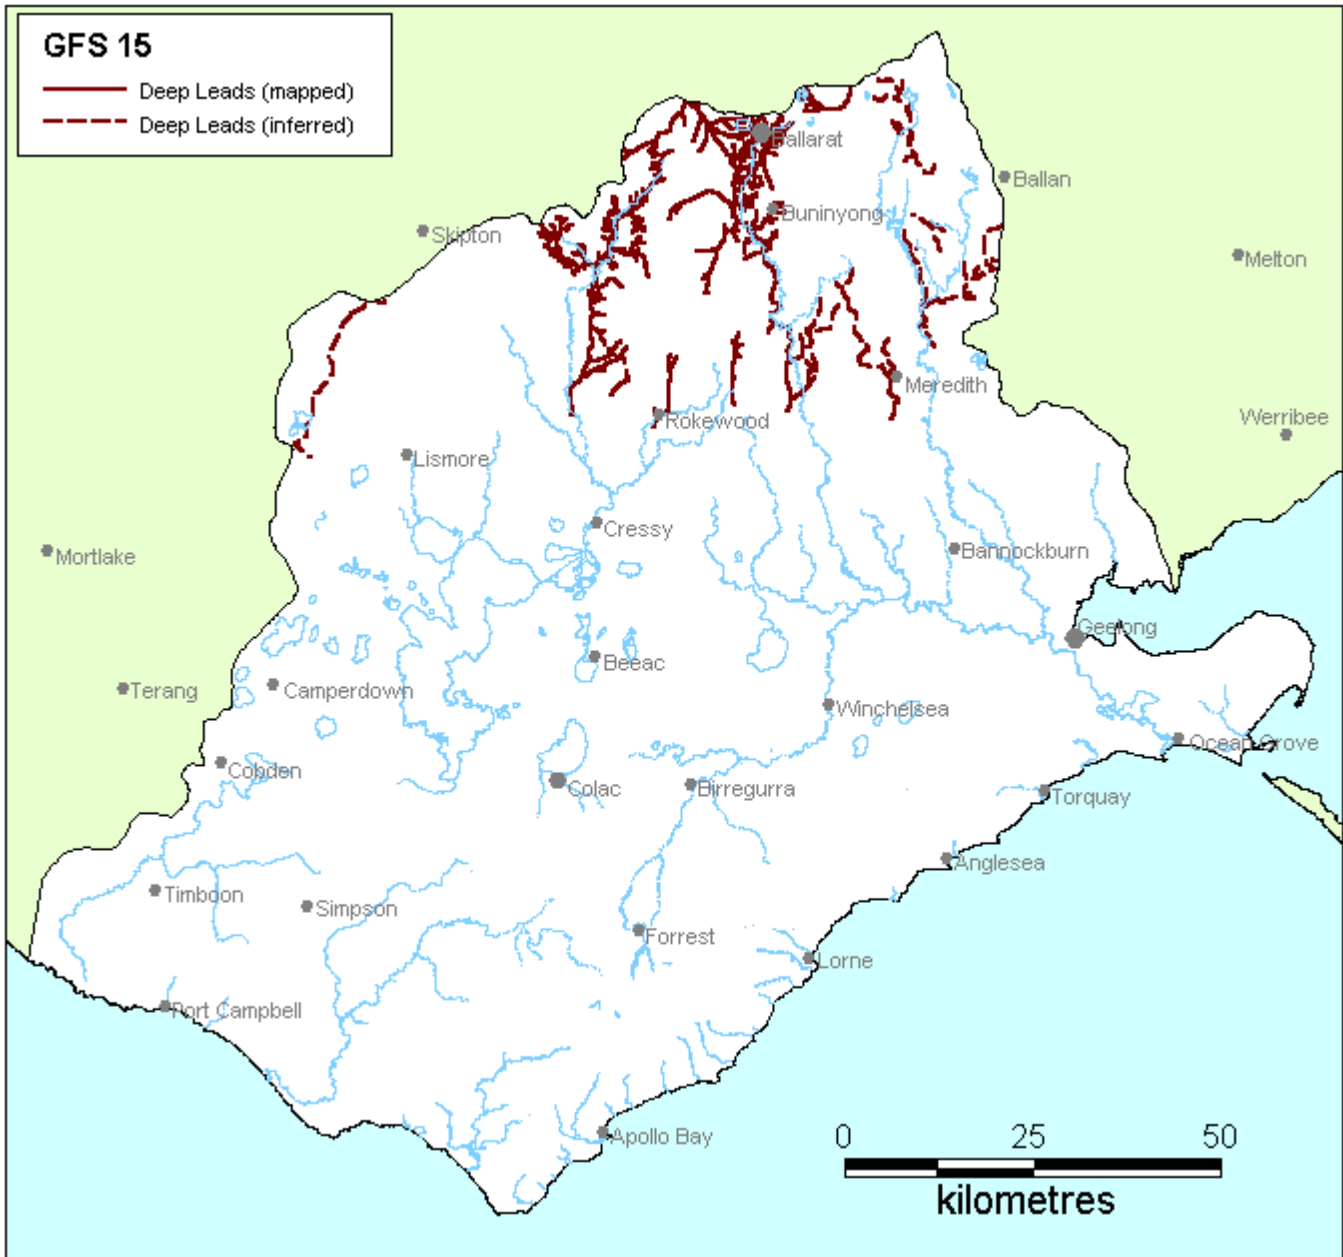 GFS 15
Deep Leads (mapped)
Deep Leads (inferred)
Ballarat
Ballan
Buninyong
Skipton
Melton
Meredith
Werribee
Rokewood
Lismore
Cressy
Mortlake
Bannockburn
Geelong
Beeac
Terang
Camperdown
Winchelsea
Ocean Grove
Cobden
Colac
Birregurra
Torquay
Anglesea
Timboon
Simpson
Forrest
Lorne
Port Campbell
Apollo Bay
0 25 50
kilometres